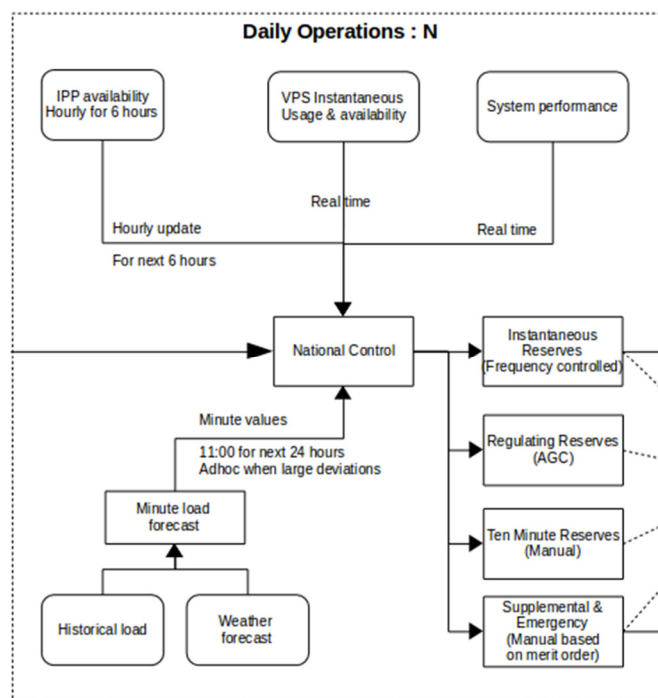 Daily Operations : N
IPP availability
Hourly for 6 hours
VPS Instantaneous
Usage & availability
System performance
Real time
Hourly update
Real time
For next 6 hours
National Control
Instantaneous
Reserves
(Frequency controlled)
Minute values
11:00 for next 24 hours
Adhoc when large deviations
Regulating Reserves
(AGC)
Minute load
forecast
Ten Minute Reserves
(Manual)
Historical load
Weather
forecast
Supplemental &
Emergency
(Manual based
on merit order)